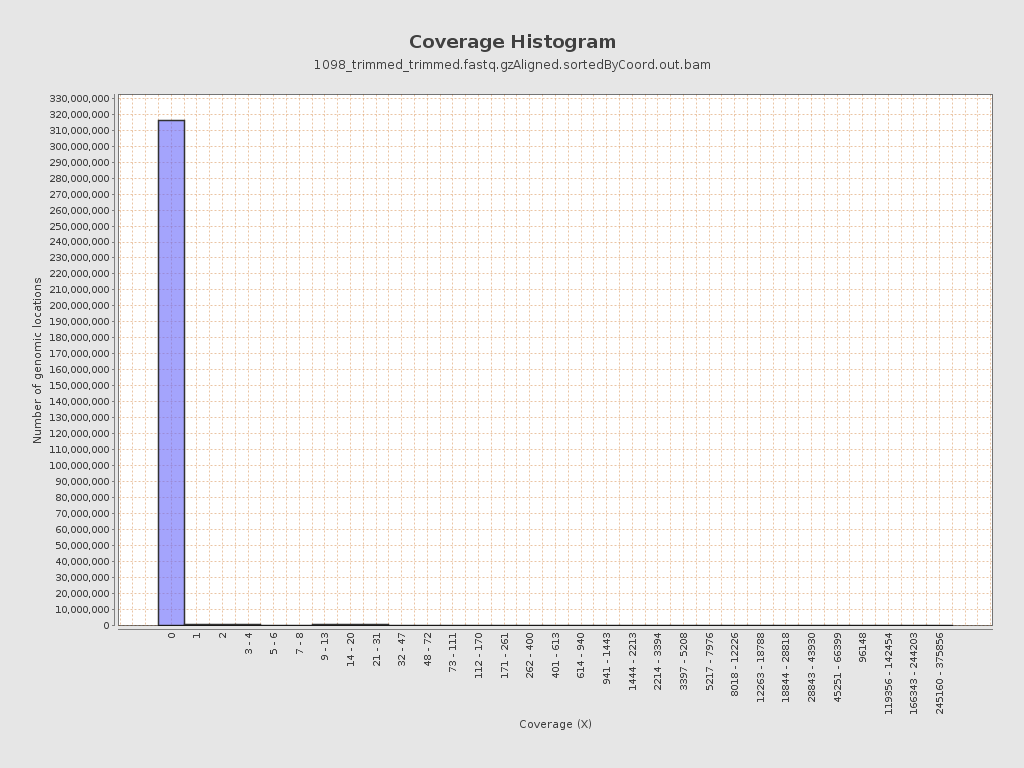 Coverage Histogram
1098_trimmed_trimmed.fastq.gzAligned.sortedByCoord.out.bam
330,000,000
320,000,000
310,000,000
300,000,000
290,000,000
280,000,000
270,000,000
260,000,000
250,000,000
240,000,000
230,000,000
220,000,000
210,000,000
200,000,000
190,000,000
180,000,000
170,000,000
160,000,000
150,000,000
140,000,000
130,000,000
120,000,000
110,000,000
100,000,000
90,000,000
80,000,000
70,000,000
60,000,000
50,000,000
40,000,000
30,000,000
20,000,000
10,000,000
0
Number of genomic locations
0
1
2
3 - 4
5 - 6
7 - 8
9 - 13
14 - 20
21 - 31
32 - 47
48 - 72
73 - 111
112 - 170
171 - 261
262 - 400
401 - 613
614 - 940
941 - 1443
1444 - 2213
2214 - 3394
3397 - 5208
5217 - 7976
8018 - 12226
12263 - 18788
18844 - 28818
28843 - 43930
45251 - 66399
96148
119356 - 142454
166343 - 244203
245160 - 375856
Coverage (X)